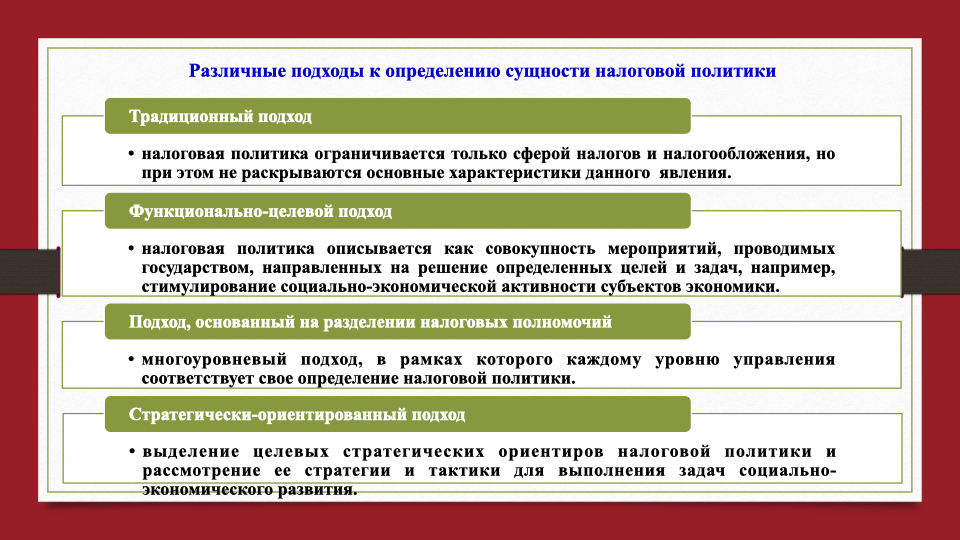 Различные подходы к определению сущности налоговой политики
Традиционный подход
• налоговая политика ограничивается только сферой налогов и налогообложения, но
при этом не раскрываются основные характеристики данного явления.
Функционально-целевой подход
• налоговая политика описывается как совокупность мероприятий, проводимых
государством, направленных на решение определенных целей и задач, например,
стимулирование социально-экономической активности субъектов экономики.
Подход, основанный на разделении налоговых полномочий
• многоуровневый подход, в рамках которого каждому уровню управления
соответствует свое определение налоговой политики.
Стратегически-ориентированный подход
• выделение целевых стратегических ориентиров налоговой политики и
рассмотрение ее стратегии и тактики для выполнения задач социально-
экономического развития.